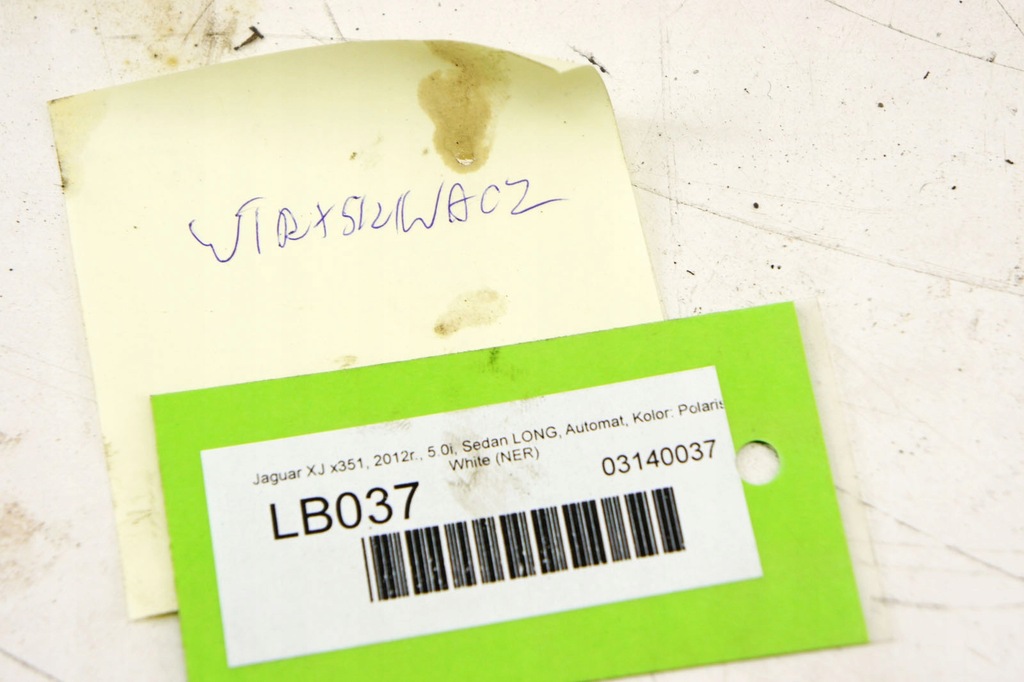 WTRYSKIWACZ
Jaguar XJ x351, 2012r., 5.0i, Sedan LONG, Automat, Kolor: Polaris
White (NER)
03140037
LB037